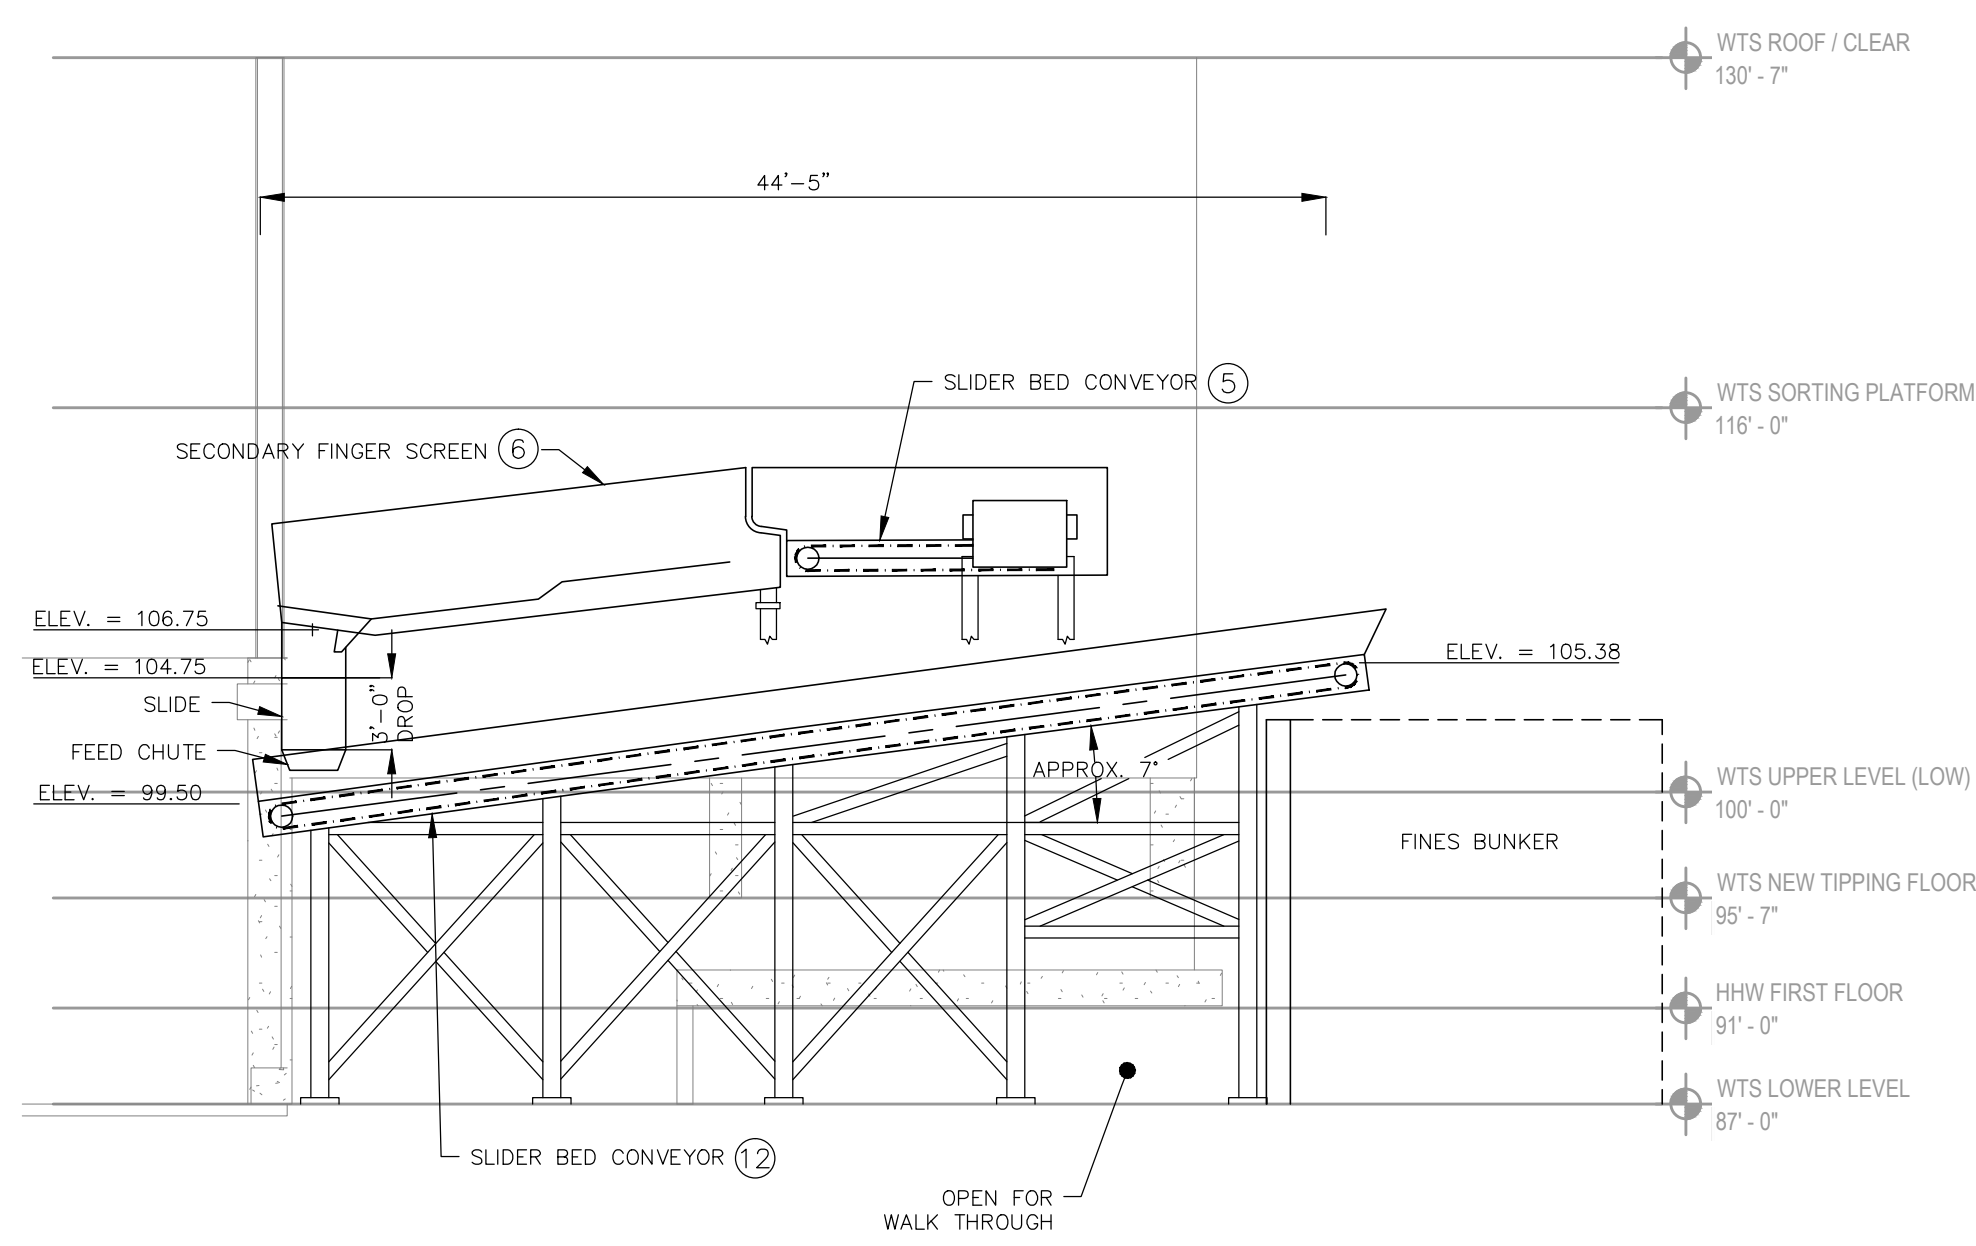 WTS ROOF / CLEAR
130' - 7"
44'-5"
SLIDER BED CONVEYOR 5
WTS SORTING PLATFORM
116' - 0"
SECONDARY FINGER SCREEN 6
ELEV. = 106.75
ELEV. = 104.75
ELEV. = 105.38
SLIDE
3'-0"
DROP
FEED CHUTE
APPROX. 7°
ELEV. = 99.50
WTS UPPER LEVEL (LOW)
100' - 0"
FINES BUNKER
WTS NEW TIPPING FLOOR
95' - 7"
HHW FIRST FLOOR
91' - 0"
WTS LOWER LEVEL
87' - 0"
SLIDER BED CONVEYOR 12
OPEN FOR
WALK THROUGH